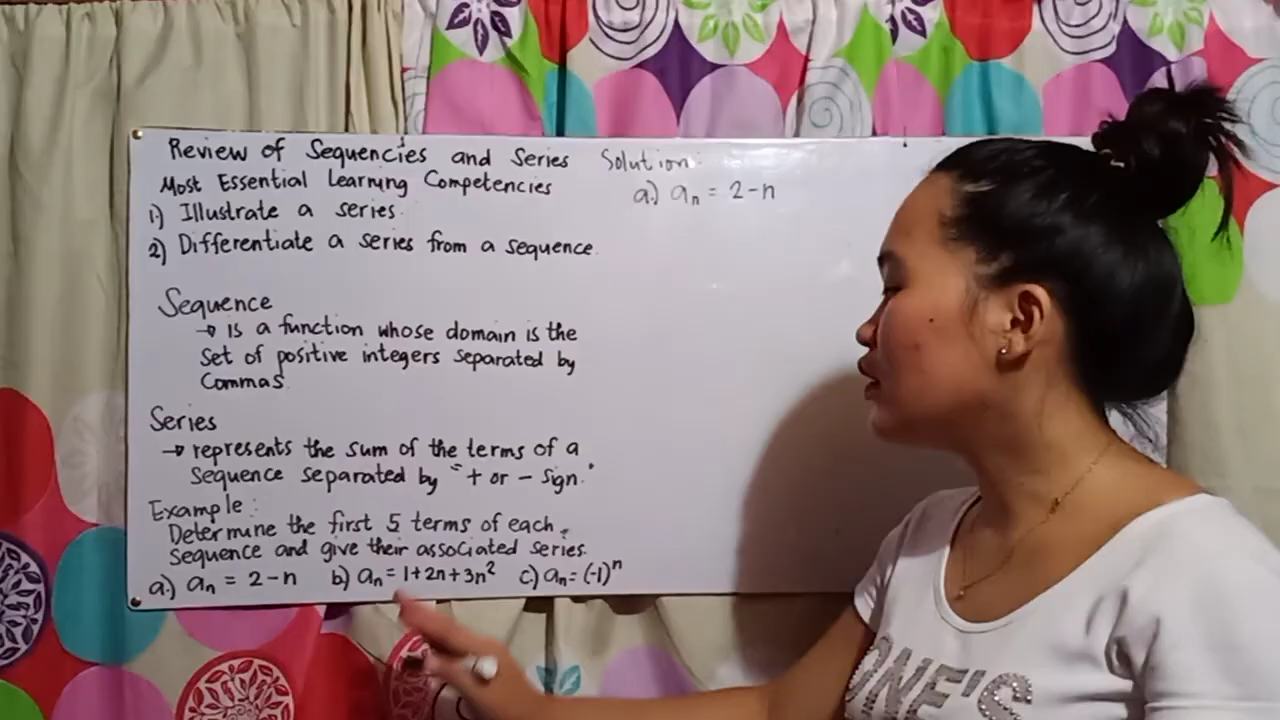 Review of Sequencies and Series
Most Essential Learning Competencies
1) Illustrate a series.
2) Differentiate a series from a sequence.
Sequence
→ is a function whose domain is the
set of positive integers separated by
commas.
Series
→ represents the sum of the terms of a
sequence separated by "+ or - sign."
Example:
Determine the first 5 terms of each
sequence and give their associated series.
a.) aₙ = 2-n b.) aₙ = 1+2n+3n² c.) aₙ = (-1)ⁿ
Solution:
a.) aₙ = 2-n
ONE'S